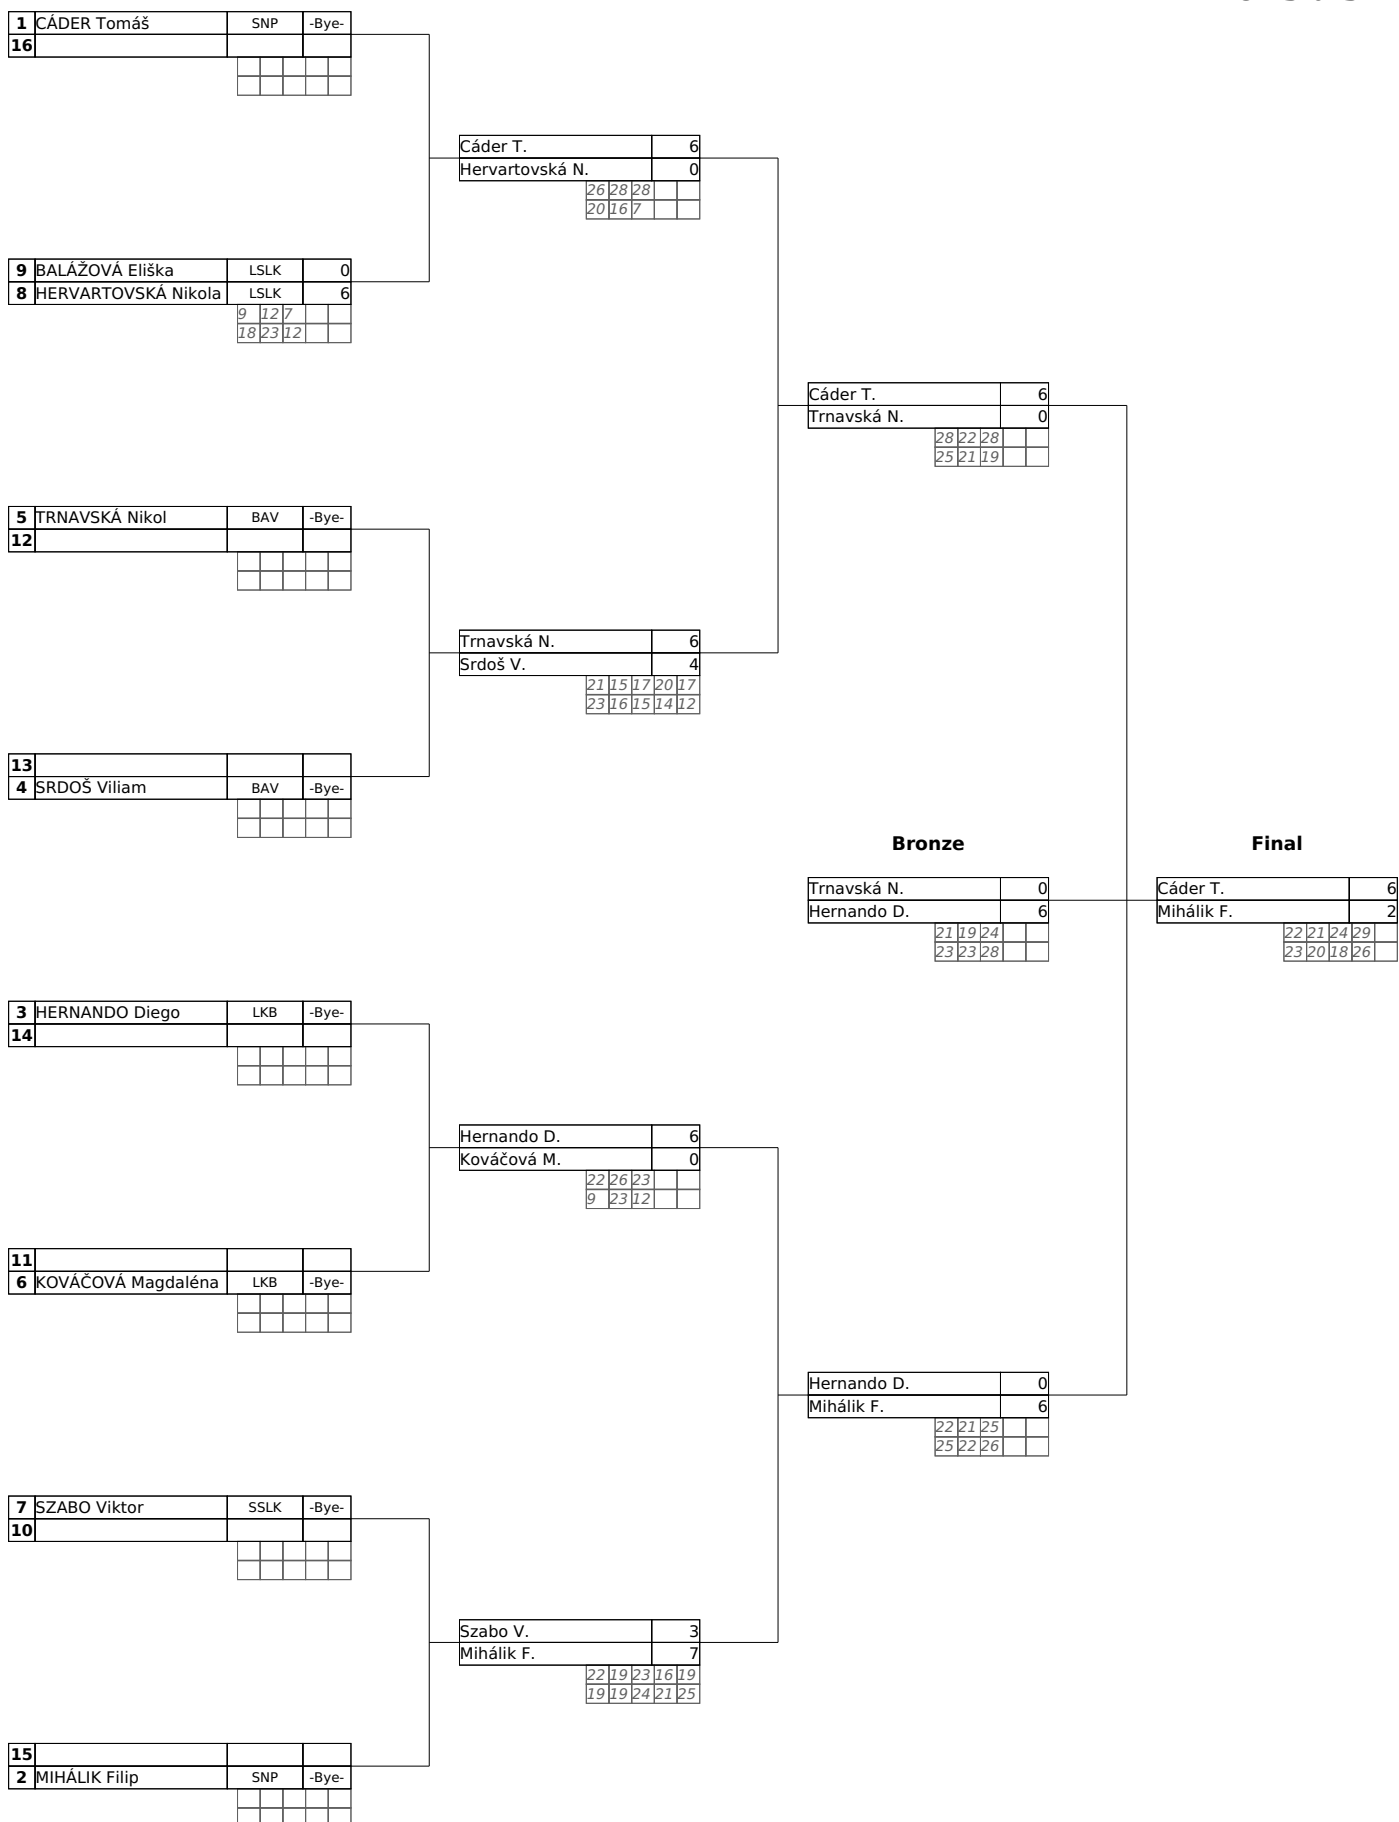 1 CÁDER Tomáš SNP -Bye-
16
Cáder T. 6
Hervartovská N. 0
26 28 28
20 16 7
9 BALÁŽOVÁ Eliška LSLK 0
8 HERVARTOVSKÁ Nikola LSLK 6
9 12 7
18 23 12
Cáder T. 6
Trnavská N. 0
28 22 28
25 21 19
5 TRNAVSKÁ Nikol BAV -Bye-
12
Trnavská N. 6
Srdoš V. 4
21 15 17 20 17
23 16 15 14 12
13
4 SRDOŠ Viliam BAV -Bye-
Bronze
Trnavská N. 0
Hernando D. 6
21 19 24
23 23 28
Final
Cáder T. 6
Mihálik F. 2
22 21 24 29
23 20 18 26
3 HERNANDO Diego LKB -Bye-
14
Hernando D. 6
Kováčová M. 0
22 26 23
9 23 12
11
6 KOVÁČOVÁ Magdaléna LKB -Bye-
Hernando D. 0
Mihálik F. 6
22 21 25
25 22 26
7 SZABO Viktor SSLK -Bye-
10
Szabo V. 3
Mihálik F. 7
22 19 23 16 19
19 19 24 21 25
15
2 MIHÁLIK Filip SNP -Bye-